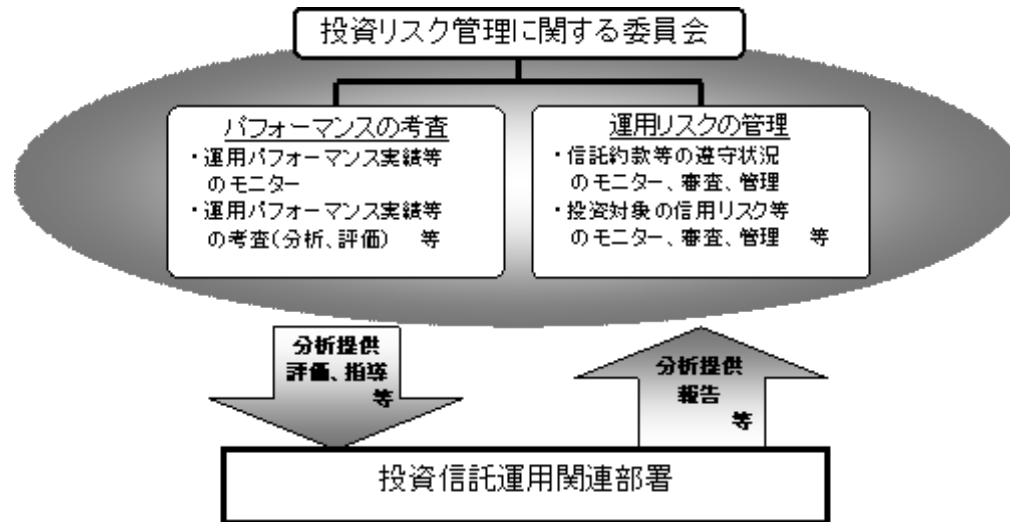 投資リスク管理に関する委員会
パフォーマンスの考査
・運用パフォーマンス実績等
のモニター
・運用パフォーマンス実績等
の考査(分析、評価) 等
運用リスクの管理
・信託約款等の遵守状況
のモニター、審査、管理
・投資対象の信用リスク等
のモニター、審査、管理 等
分析提供
評価、指導
等
分析提供
報告
等
投資信託運用関連部署